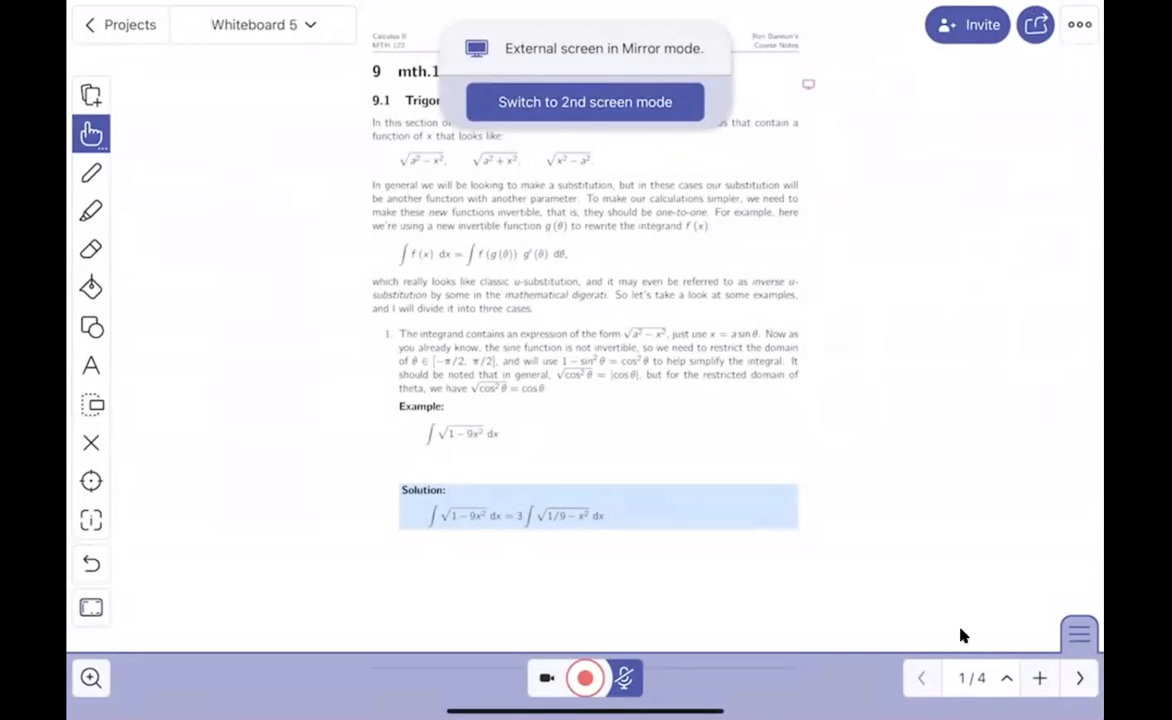 Projects
Whiteboard 5
Invite
Calculus II
MTH 122
Ron Bannon's
Course Notes
External screen in Mirror mode.
Switch to 2nd screen mode
9 mth.1
9.1 Trigo
In this section o s that contain a
function of x that looks like:
√a² − x², √a² + x², √x² − a².
In general we will be looking to make a substitution, but in these cases our substitution will
be another function with another parameter. To make our calculations simpler, we need to
make these new functions invertible, that is, they should be one-to-one. For example, here
we're using a new invertible function g (θ) to rewrite the integrand f (x):
∫ f (x) dx = ∫ f (g (θ)) g′ (θ) dθ,
which really looks like classic u-substitution, and it may even be referred to as inverse u-
substitution by some in the mathematical digerati. So let's take a look at some examples,
and I will divide it into three cases.
1. The integrand contains an expression of the form √a² − x², just use x = a sin θ. Now as
you already know, the sine function is not invertible, so we need to restrict the domain
of θ ∈ [−π/2, π/2], and will use 1 − sin² θ = cos² θ to help simplify the integral. It
should be noted that in general, √cos² θ = |cos θ|, but for the restricted domain of
theta, we have √cos² θ = cos θ.
Example:
∫ √1 − 9x² dx
Solution:
∫ √1 − 9x² dx = 3 ∫ √1/9 − x² dx
A
1/4